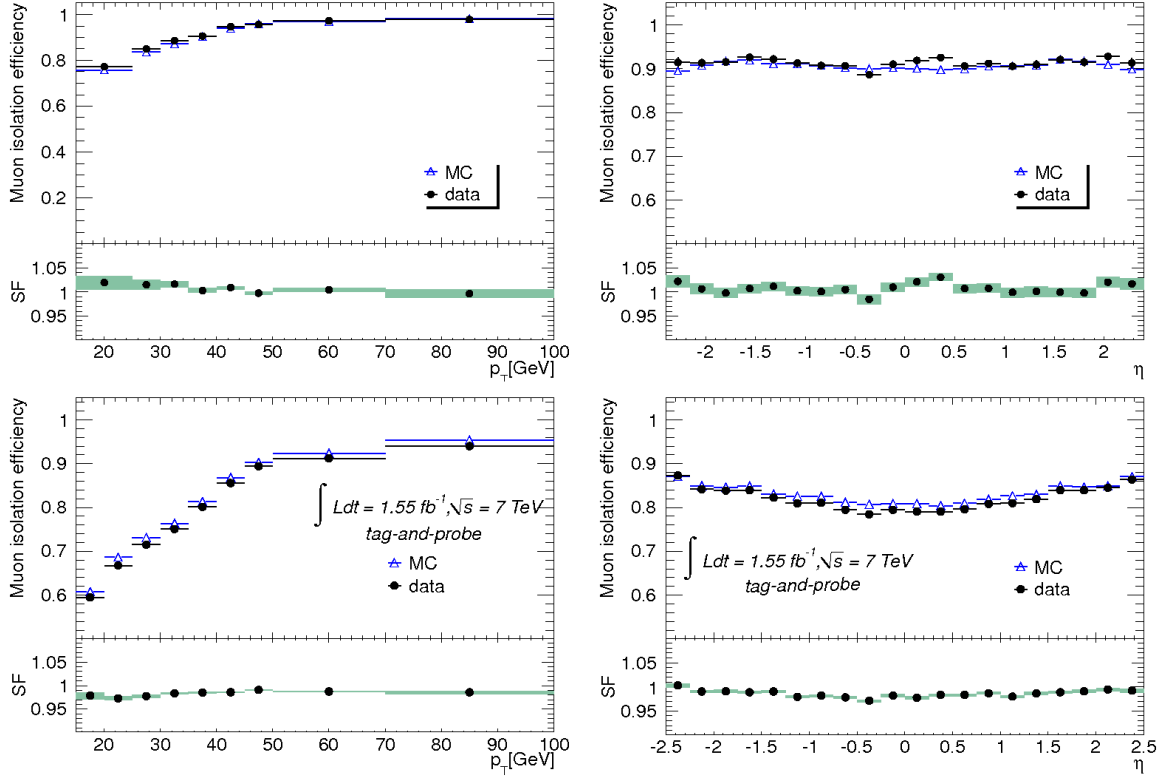 Muon isolation efficiency
1
0.8
0.6
0.4
0.2
MC
data
SF
1.05
1
0.95
20 30 40 50 60 70 80 90 100
p_T[GeV]
Muon isolation efficiency
1
0.9
0.8
0.7
0.6
MC
data
SF
1.05
1
0.95
-2 -1.5 -1 -0.5 0 0.5 1 1.5 2
η
Muon isolation efficiency
1
0.9
0.8
0.7
0.6
∫ Ldt = 1.55 fb⁻¹,√s = 7 TeV
tag-and-probe
MC
data
SF
1.05
1
0.95
20 30 40 50 60 70 80 90 100
p_T[GeV]
Muon isolation efficiency
1
0.9
0.8
0.7
0.6
∫ Ldt = 1.55 fb⁻¹,√s = 7 TeV
tag-and-probe
MC
data
SF
1.05
1
0.95
-2.5 -2 -1.5 -1 -0.5 0 0.5 1 1.5 2 2.5
η